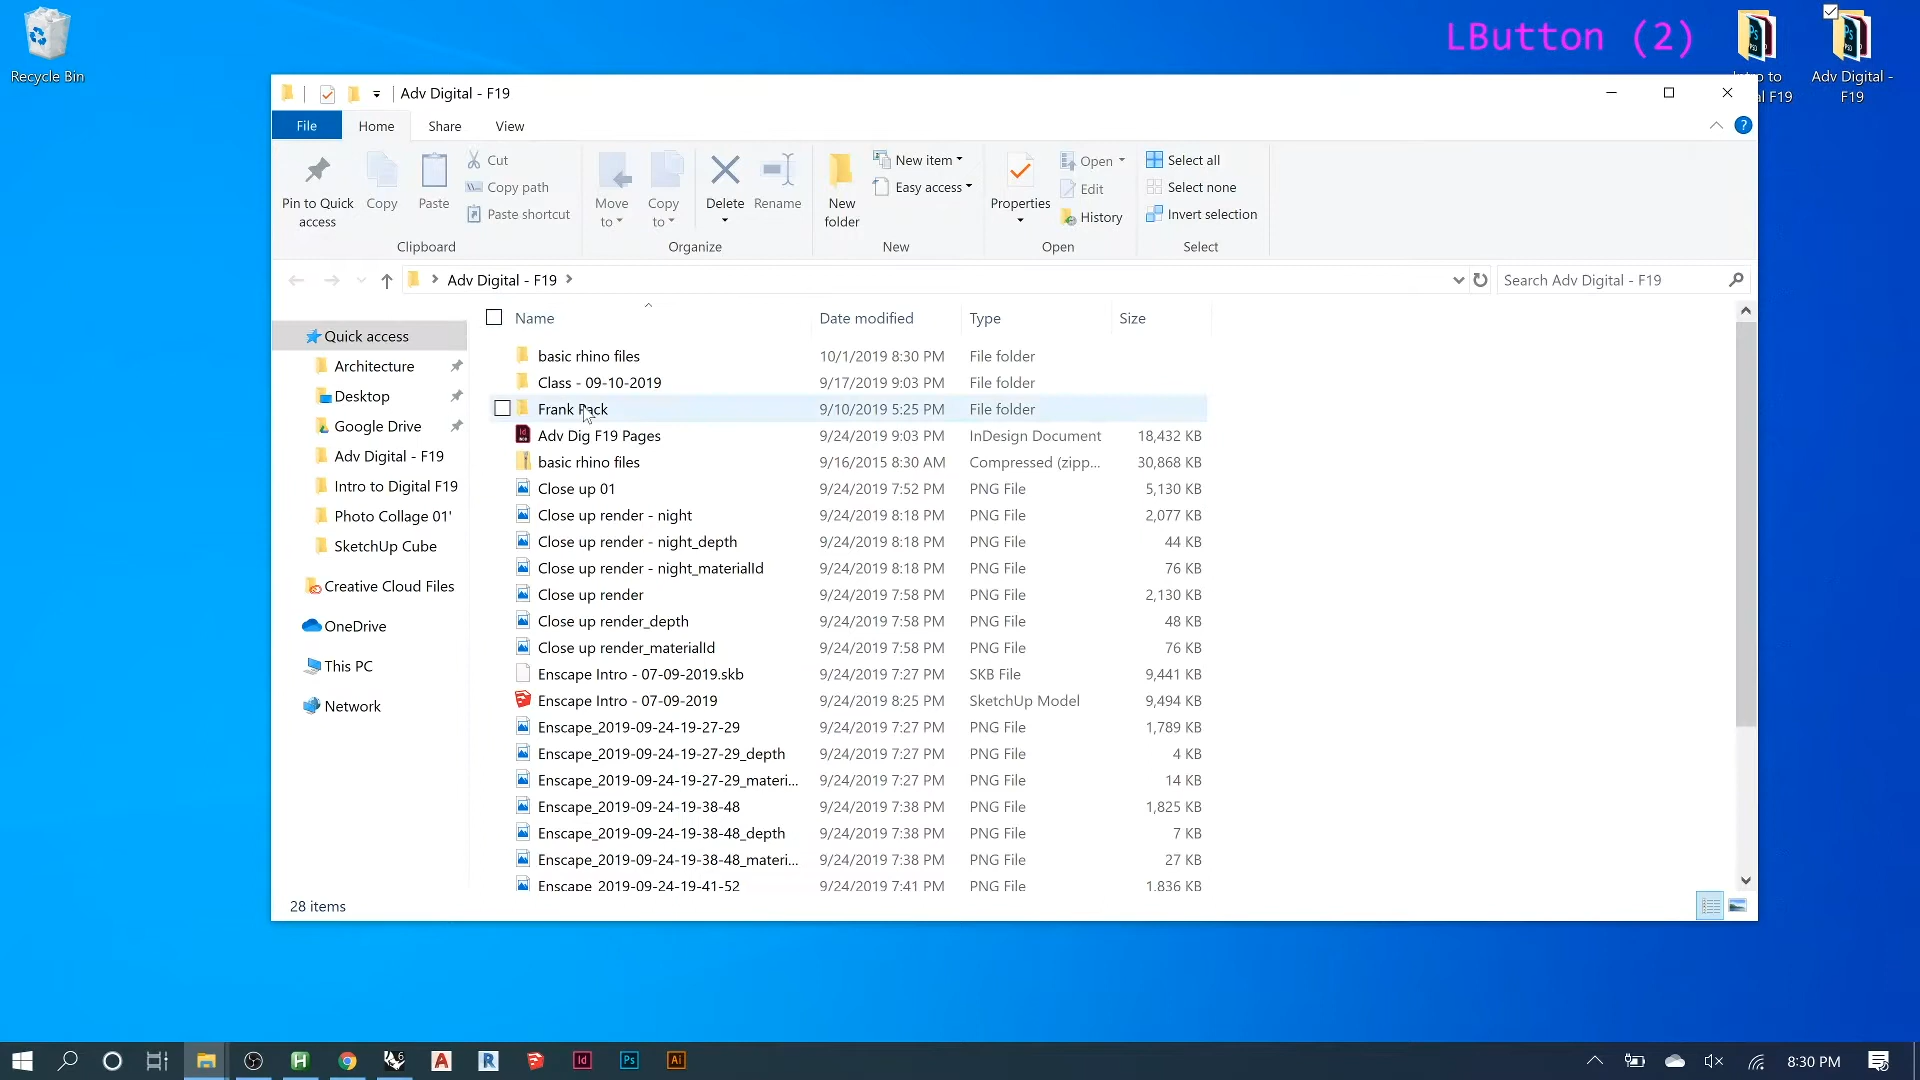 Recycle Bin
LButton (2)
Intro to
Digital F19
Adv Digital -
F19
Adv Digital - F19
File
Home
Share
View
Pin to Quick
access
Copy
Paste
Cut
Copy path
Paste shortcut
Clipboard
Move
to
Copy
to
Delete
Rename
Organize
New
folder
New item
Easy access
New
Properties
Open
Edit
History
Open
Select all
Select none
Invert selection
Select
Adv Digital - F19
Search Adv Digital - F19
Quick access
Architecture
Desktop
Google Drive
Adv Digital - F19
Intro to Digital F19
Photo Collage 01'
SketchUp Cube
Creative Cloud Files
OneDrive
This PC
Network
Name Date modified Type Size
basic rhino files 10/1/2019 8:30 PM File folder
Class - 09-10-2019 9/17/2019 9:03 PM File folder
Frank Pack 9/10/2019 5:25 PM File folder
Adv Dig F19 Pages 9/24/2019 9:03 PM InDesign Document 18,432 KB
basic rhino files 9/16/2015 8:30 AM Compressed (zipp... 30,868 KB
Close up 01 9/24/2019 7:52 PM PNG File 5,130 KB
Close up render - night 9/24/2019 8:18 PM PNG File 2,077 KB
Close up render - night_depth 9/24/2019 8:18 PM PNG File 44 KB
Close up render - night_materialId 9/24/2019 8:18 PM PNG File 76 KB
Close up render 9/24/2019 7:58 PM PNG File 2,130 KB
Close up render_depth 9/24/2019 7:58 PM PNG File 48 KB
Close up render_materialId 9/24/2019 7:58 PM PNG File 76 KB
Enscape Intro - 07-09-2019.skb 9/24/2019 7:27 PM SKB File 9,441 KB
Enscape Intro - 07-09-2019 9/24/2019 8:25 PM SketchUp Model 9,494 KB
Enscape_2019-09-24-19-27-29 9/24/2019 7:27 PM PNG File 1,789 KB
Enscape_2019-09-24-19-27-29_depth 9/24/2019 7:27 PM PNG File 4 KB
Enscape_2019-09-24-19-27-29_materi... 9/24/2019 7:27 PM PNG File 14 KB
Enscape_2019-09-24-19-38-48 9/24/2019 7:38 PM PNG File 1,825 KB
Enscape_2019-09-24-19-38-48_depth 9/24/2019 7:38 PM PNG File 7 KB
Enscape_2019-09-24-19-38-48_materi... 9/24/2019 7:38 PM PNG File 27 KB
Enscape_2019-09-24-19-41-52 9/24/2019 7:41 PM PNG File 1,836 KB
28 items
8:30 PM